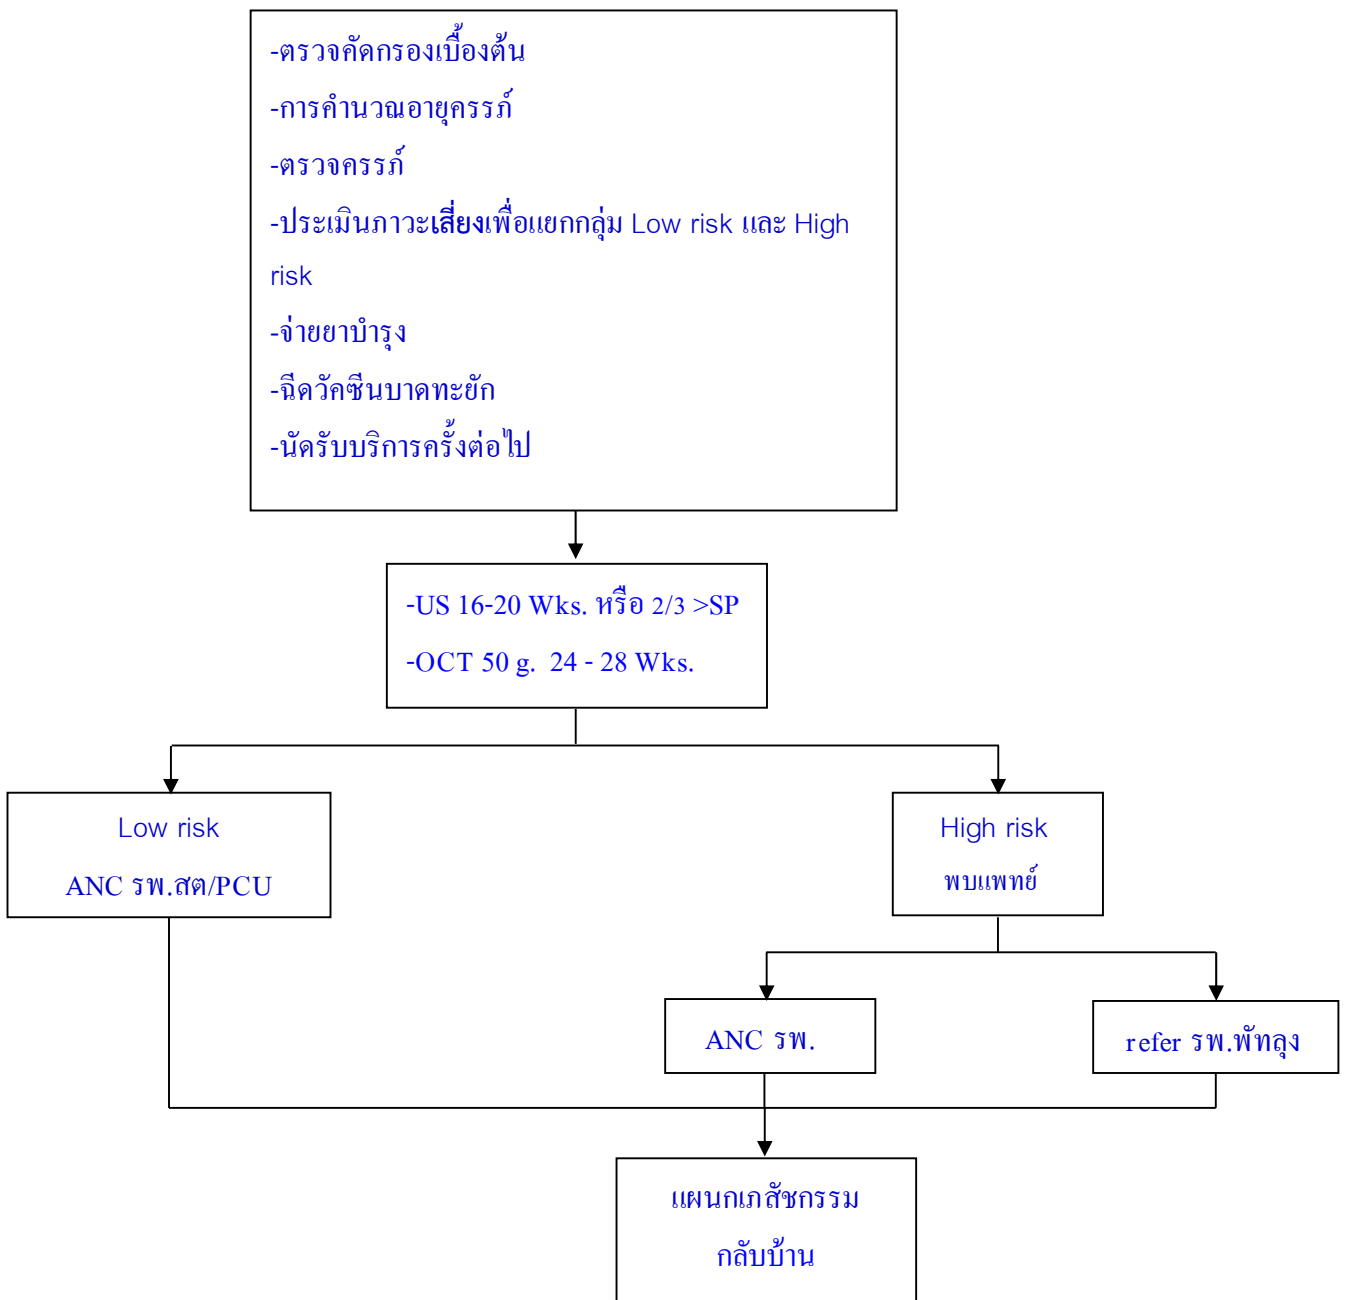 -ตรวจคัดกรองเบื้องต้น
-การคำนวณอายุครรภ์
-ตรวจครรภ์
-ประเมินภาวะเสี่ยงเพื่อแยกกลุ่ม Low risk และ High
risk
-จ่ายยาบำรุง
-ฉีดวัคซีนบาดทะยัก
-นัดรับบริการครั้งต่อไป
-US 16-20 Wks. หรือ 2/3 >SP
-OCT 50 g. 24 - 28 Wks.
Low risk
ANC รพ.สต/PCU
High risk
พบแพทย์
ANC รพ.
refer รพ.พัทลุง
แผนกเภสัชกรรม
กลับบ้าน